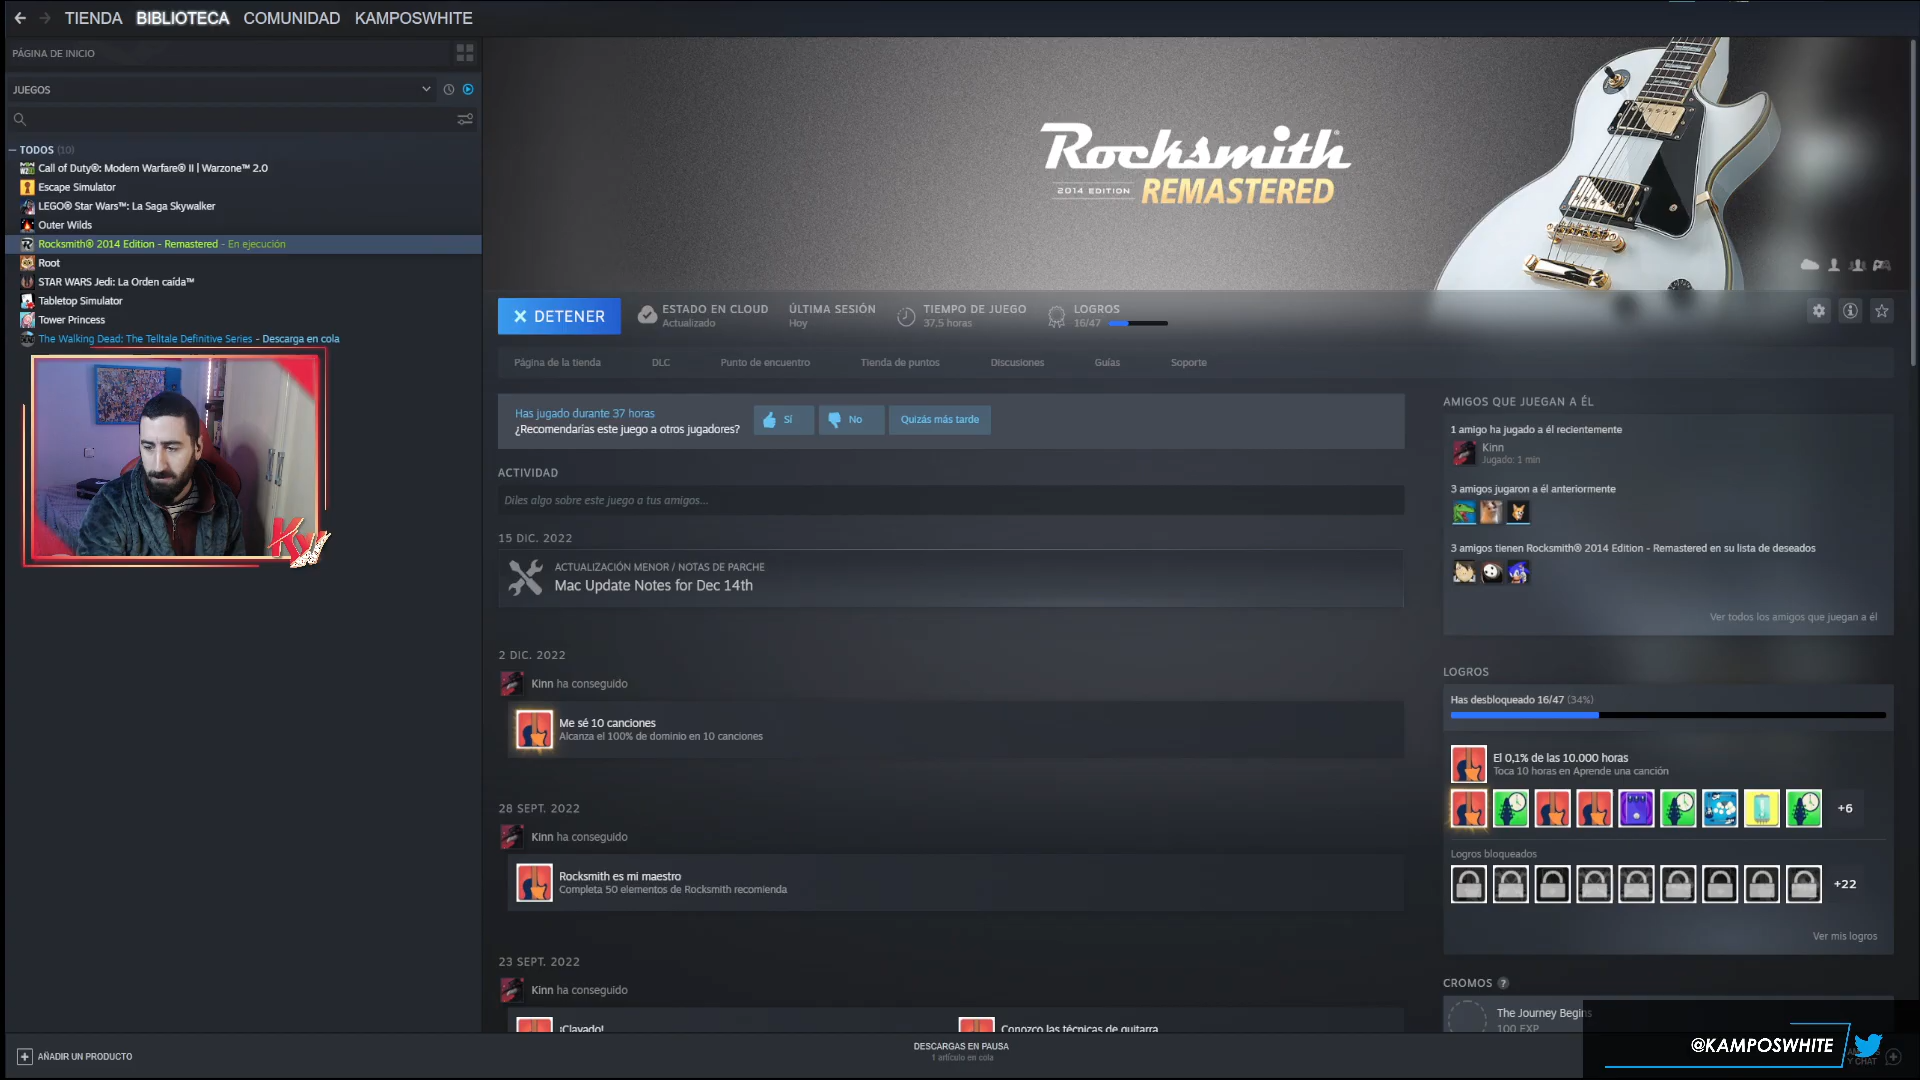 TIENDA BIBLIOTECA COMUNIDAD KAMPOSWHITE
PÁGINA DE INICIO
JUEGOS
TODOS (10)
Call of Duty®: Modern Warfare® II | Warzone™ 2.0
Escape Simulator
LEGO® Star Wars™: La Saga Skywalker
Outer Wilds
Rocksmith® 2014 Edition - Remastered - En ejecución
Root
STAR WARS Jedi: La Orden caída™
Tabletop Simulator
Tower Princess
The Walking Dead: The Telltale Definitive Series - Descarga en cola
KW
AÑADIR UN PRODUCTO
Rocksmith®
2014 EDITION REMASTERED
DETENER
ESTADO EN CLOUD
Actualizado
ÚLTIMA SESIÓN
Hoy
TIEMPO DE JUEGO
37,5 horas
LOGROS
16/47
Página de la tienda DLC Punto de encuentro Tienda de puntos Discusiones Guías Soporte
Has jugado durante 37 horas
¿Recomendarías este juego a otros jugadores?
Sí
No
Quizás más tarde
ACTIVIDAD
Diles algo sobre este juego a tus amigos...
15 DIC. 2022
ACTUALIZACIÓN MENOR / NOTAS DE PARCHE
Mac Update Notes for Dec 14th
2 DIC. 2022
Kinn ha conseguido
Me sé 10 canciones
Alcanza el 100% de dominio en 10 canciones
28 SEPT. 2022
Kinn ha conseguido
Rocksmith es mi maestro
Completa 50 elementos de Rocksmith recomienda
23 SEPT. 2022
Kinn ha conseguido
¡Clavado!
Conozco las técnicas de guitarra
AMIGOS QUE JUEGAN A ÉL
1 amigo ha jugado a él recientemente
Kinn
Jugado: 1 min
3 amigos jugaron a él anteriormente
3 amigos tienen Rocksmith® 2014 Edition - Remastered en su lista de deseados
Ver todos los amigos que juegan a él
LOGROS
Has desbloqueado 16/47 (34%)
El 0,1% de las 10.000 horas
Toca 10 horas en Aprende una canción
+6
Logros bloqueados
+22
Ver mis logros
CROMOS ?
The Journey Begins
100 EXP
DESCARGAS EN PAUSA
1 artículo en cola
@KAMPOSWHITE
Y CHAT